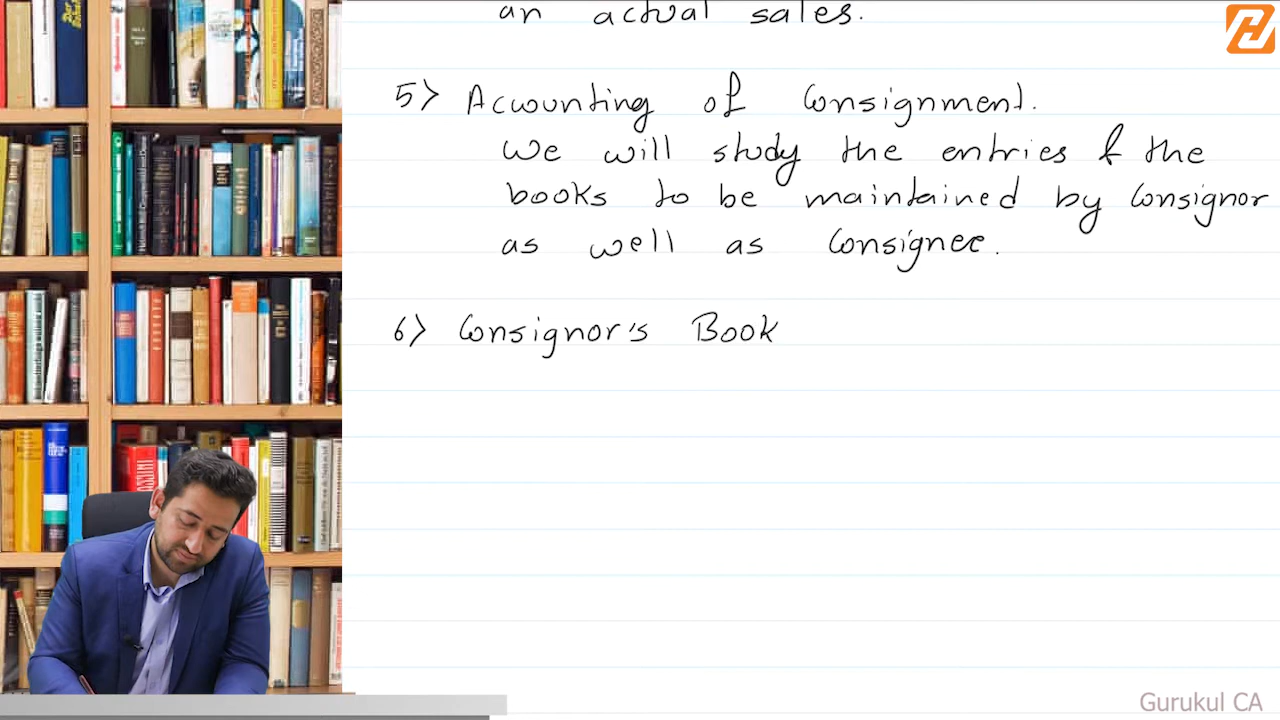 an actual sales.
5> Accounting of Consignment.
We will study the entries & the
books to be maintained by Consignor
as well as Consignee.
6> Consignor's Book
Gurukul CA